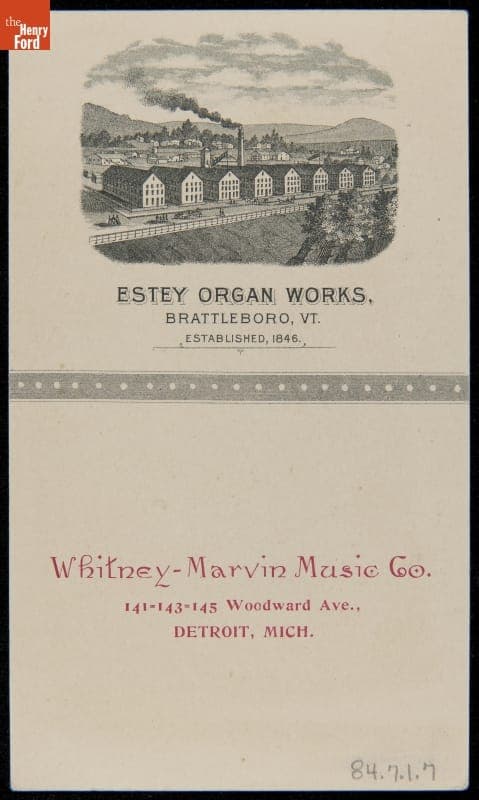 the
Henry
Ford
ESTEY ORGAN WORKS,
BRATTLEBORO, VT.
ESTABLISHED, 1846.
Whitney-Marvin Music Co.
141-143-145 Woodward Ave.,
DETROIT, MICH.
84.7.1.7